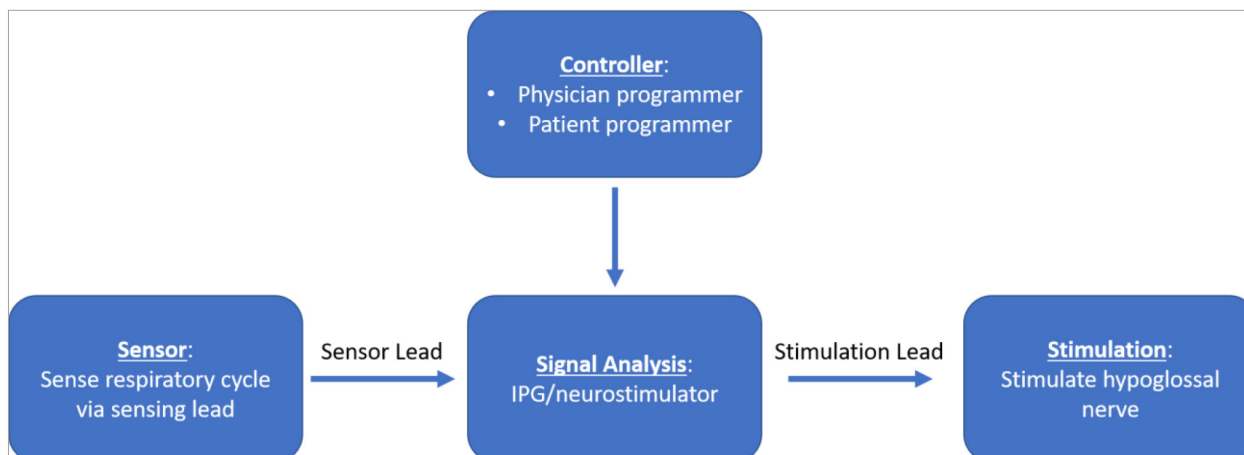 Controller:
• Physician programmer
• Patient programmer
Sensor:
Sense respiratory cycle
via sensing lead
Sensor Lead
Signal Analysis:
IPG/neurostimulator
Stimulation Lead
Stimulation:
Stimulate hypoglossal
nerve